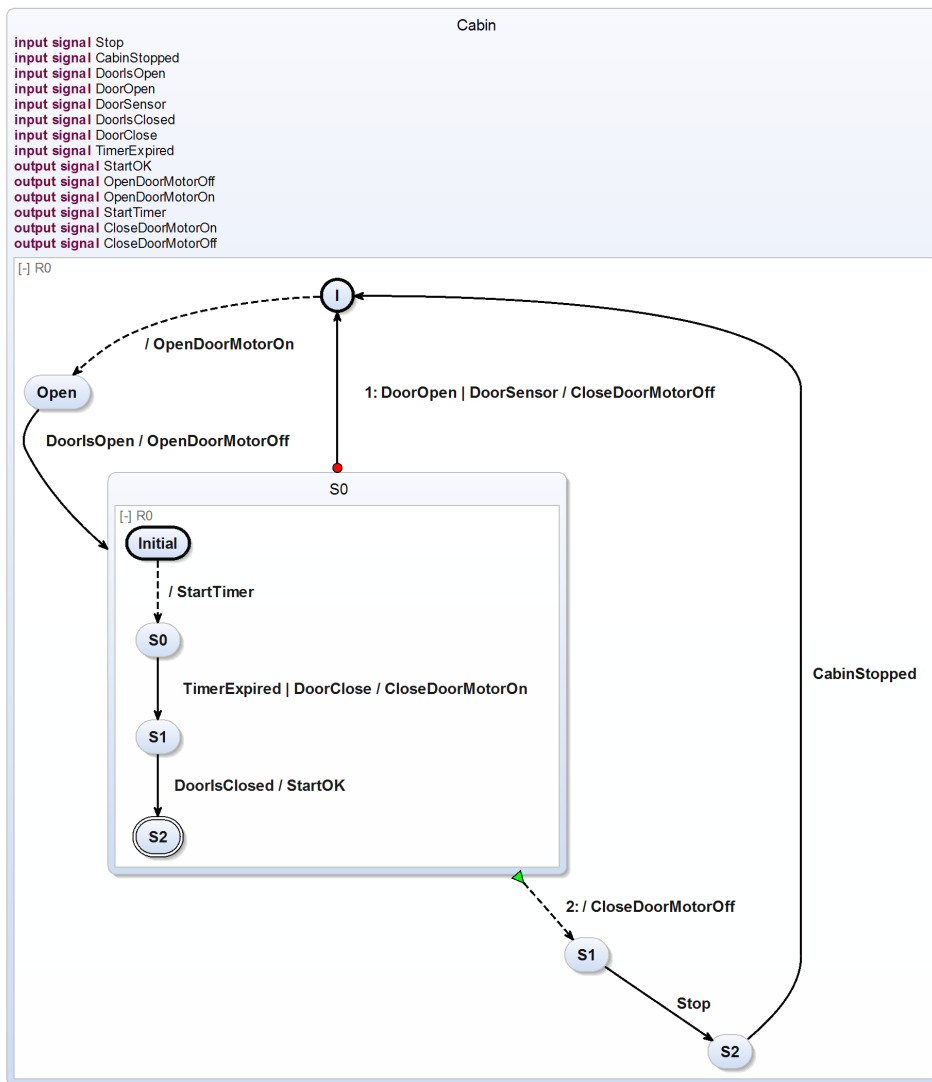 Cabin
input signal Stop
input signal CabinStopped
input signal DoorIsOpen
input signal DoorOpen
input signal DoorSensor
input signal DoorIsClosed
input signal DoorClose
input signal TimerExpired
output signal StartOK
output signal OpenDoorMotorOff
output signal OpenDoorMotorOn
output signal StartTimer
output signal CloseDoorMotorOn
output signal CloseDoorMotorOff
[-] R0
I
/ OpenDoorMotorOn
Open
1: DoorOpen | DoorSensor / CloseDoorMotorOff
DoorIsOpen / OpenDoorMotorOff
S0
[-] R0
Initial
/ StartTimer
S0
TimerExpired | DoorClose / CloseDoorMotorOn
S1
DoorIsClosed / StartOK
S2
CabinStopped
2: / CloseDoorMotorOff
S1
Stop
S2